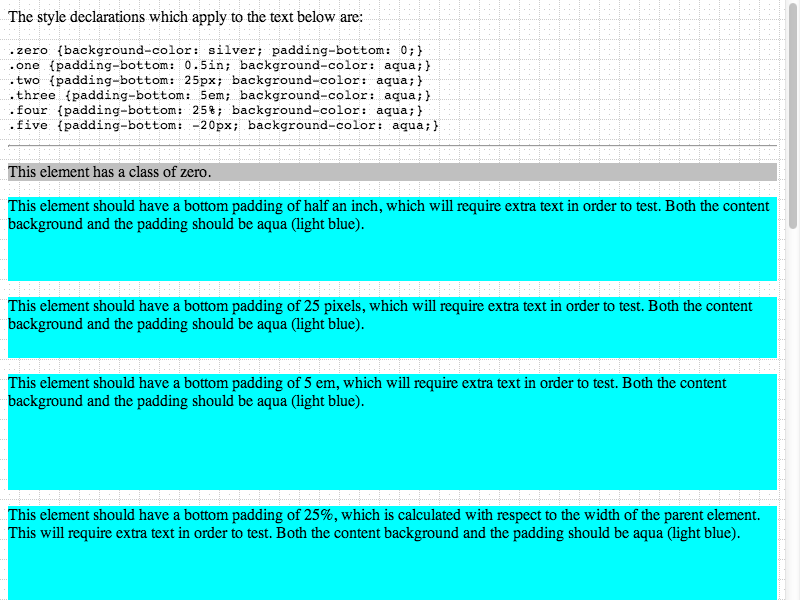 The style declarations which apply to the text below are:
.zero {background-color: silver; padding-bottom: 0;}
.one {padding-bottom: 0.5in; background-color: aqua;}
.two {padding-bottom: 25px; background-color: aqua;}
.three {padding-bottom: 5em; background-color: aqua;}
.four {padding-bottom: 25%; background-color: aqua;}
.five {padding-bottom: -20px; background-color: aqua;}
This element has a class of zero.
This element should have a bottom padding of half an inch, which will require extra text in order to test. Both the content
background and the padding should be aqua (light blue).
This element should have a bottom padding of 25 pixels, which will require extra text in order to test. Both the content
background and the padding should be aqua (light blue).
This element should have a bottom padding of 5 em, which will require extra text in order to test. Both the content
background and the padding should be aqua (light blue).
This element should have a bottom padding of 25%, which is calculated with respect to the width of the parent element.
This will require extra text in order to test. Both the content background and the padding should be aqua (light blue).